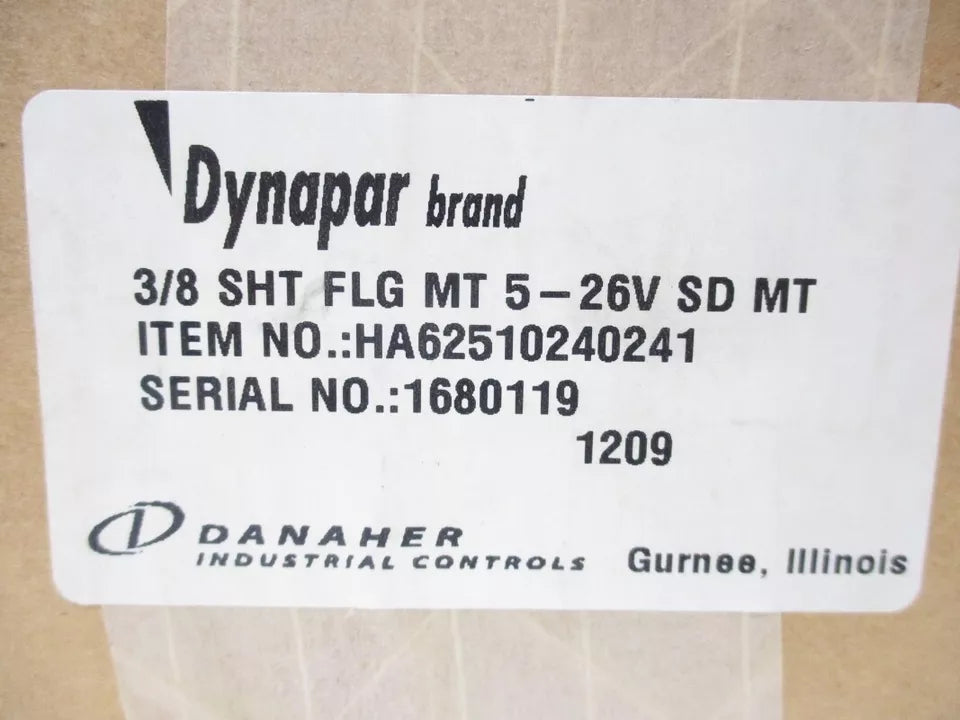 Dynapar brand
3/8 SHT FLG MT 5-26V SD MT
ITEM NO.:HA62510240241
SERIAL NO.:1680119
1209
DANAHER
INDUSTRIAL CONTROLS
Gurnee, Illinois